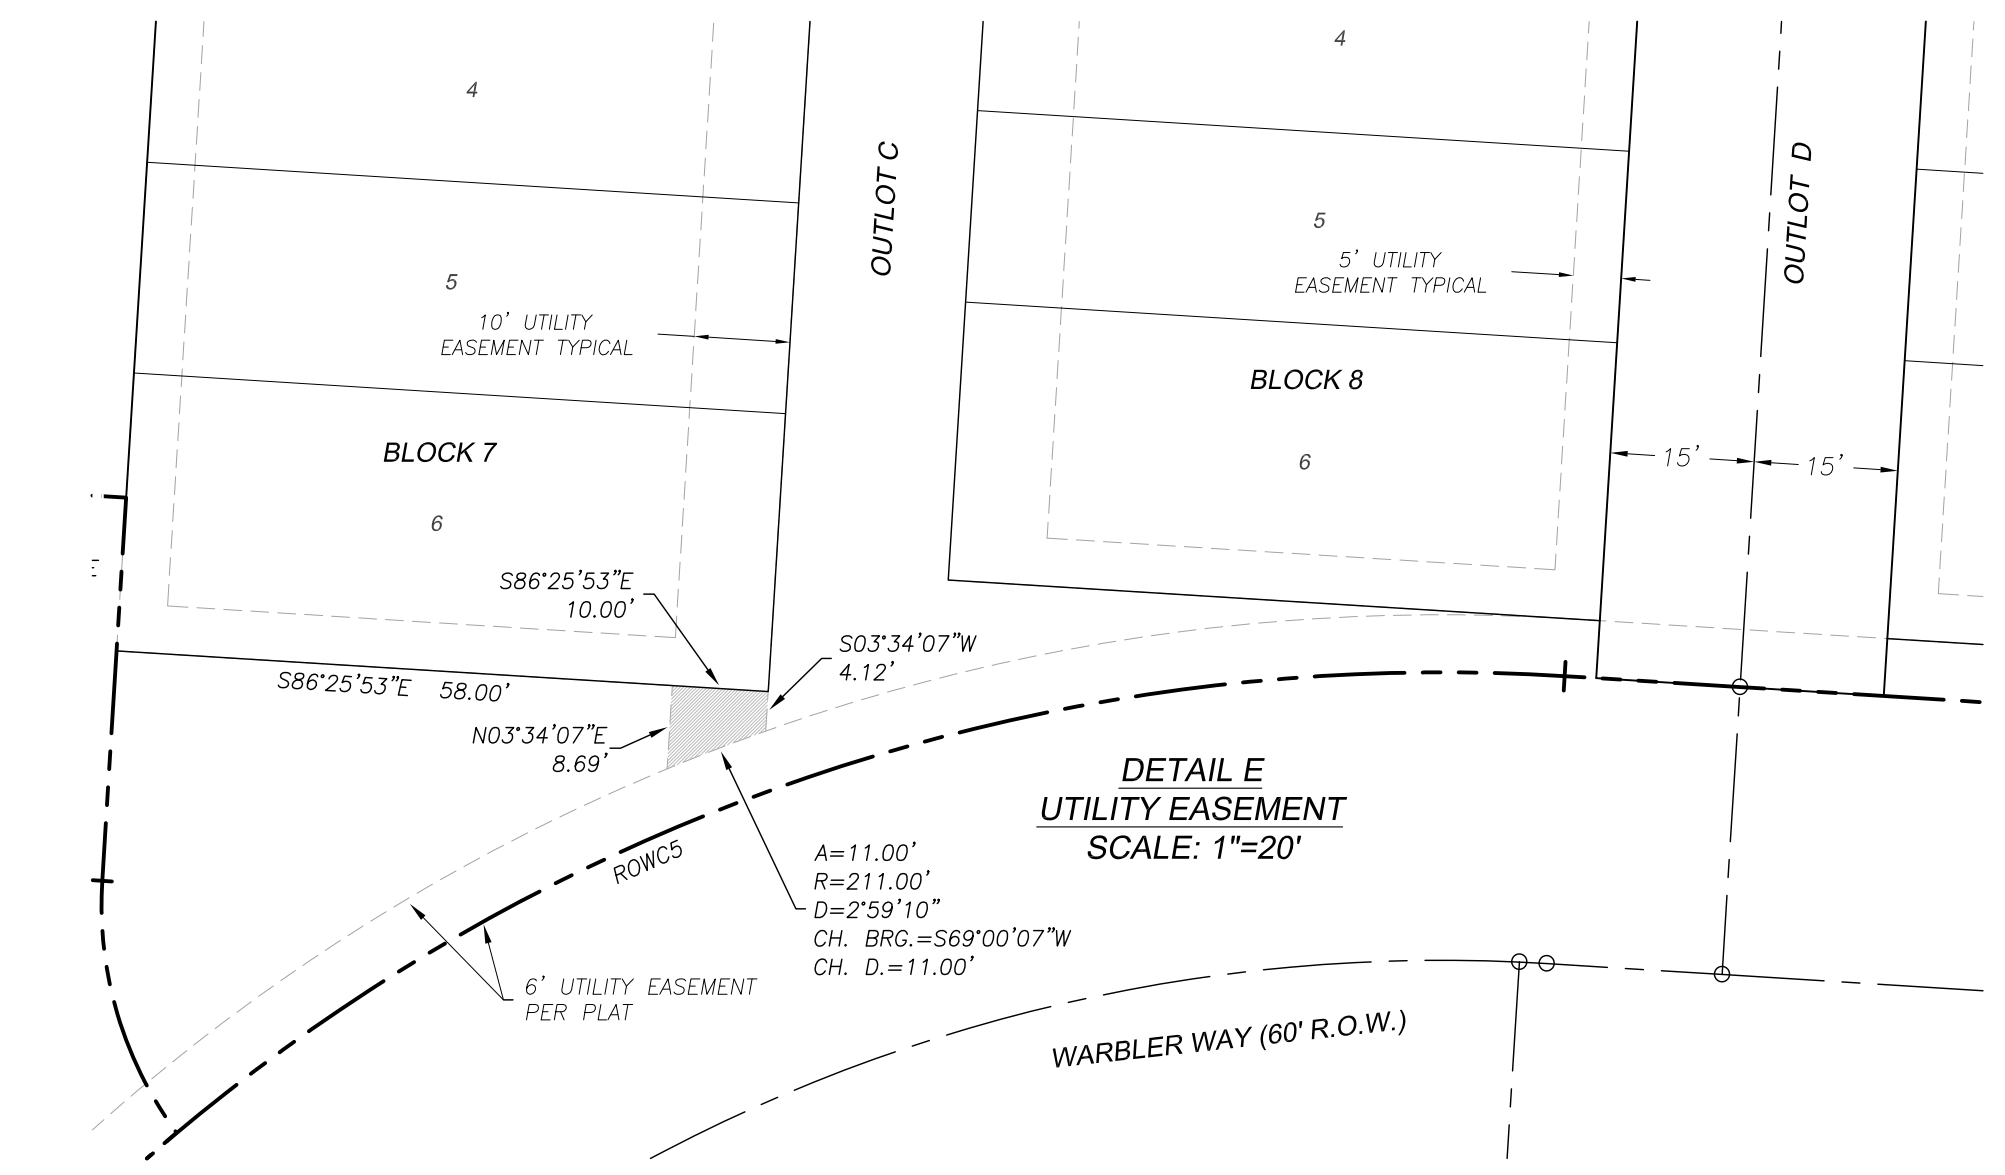 4
4
OUTLOT C
OUTLOT D
5
5
5' UTILITY
EASEMENT TYPICAL
10' UTILITY
EASEMENT TYPICAL
BLOCK 8
BLOCK 7
6
15'
15'
6
E
S86°25'53"E
10.00'
S03°34'07"W
4.12'
S86°25'53"E 58.00'
N03°34'07"E
8.69'
DETAIL E
UTILITY EASEMENT
SCALE: 1"=20'
ROWC5
A=11.00'
R=211.00'
D=2°59'10"
CH. BRG.=S69°00'07"W
CH. D.=11.00'
6' UTILITY EASEMENT
PER PLAT
WARBLER WAY (60' R.O.W.)